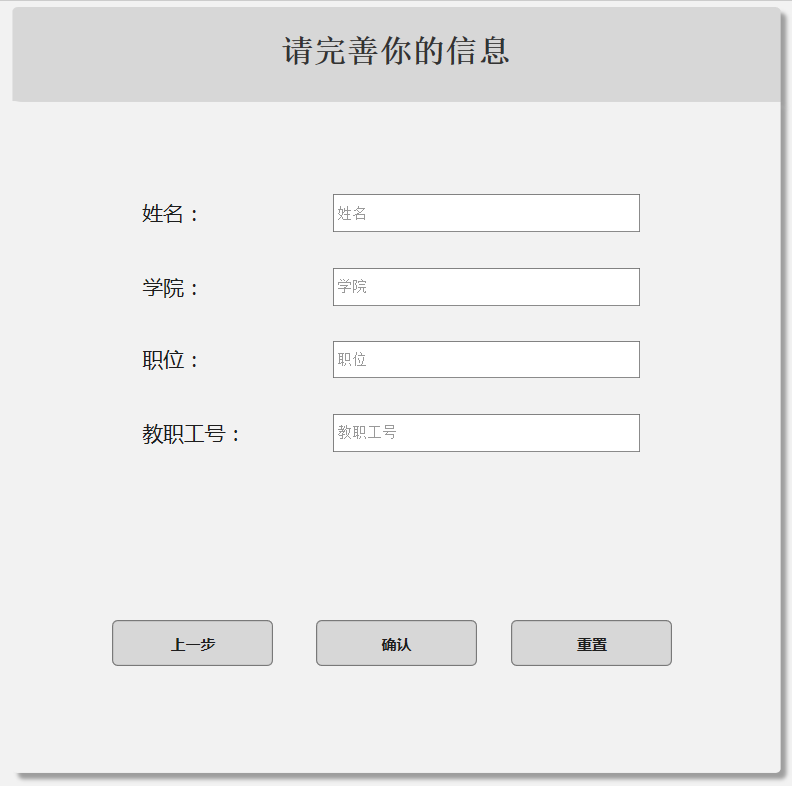 请完善你的信息
姓名： 姓名
学院： 学院
职位： 职位
教职工号： 教职工号
上一步 确认 重置